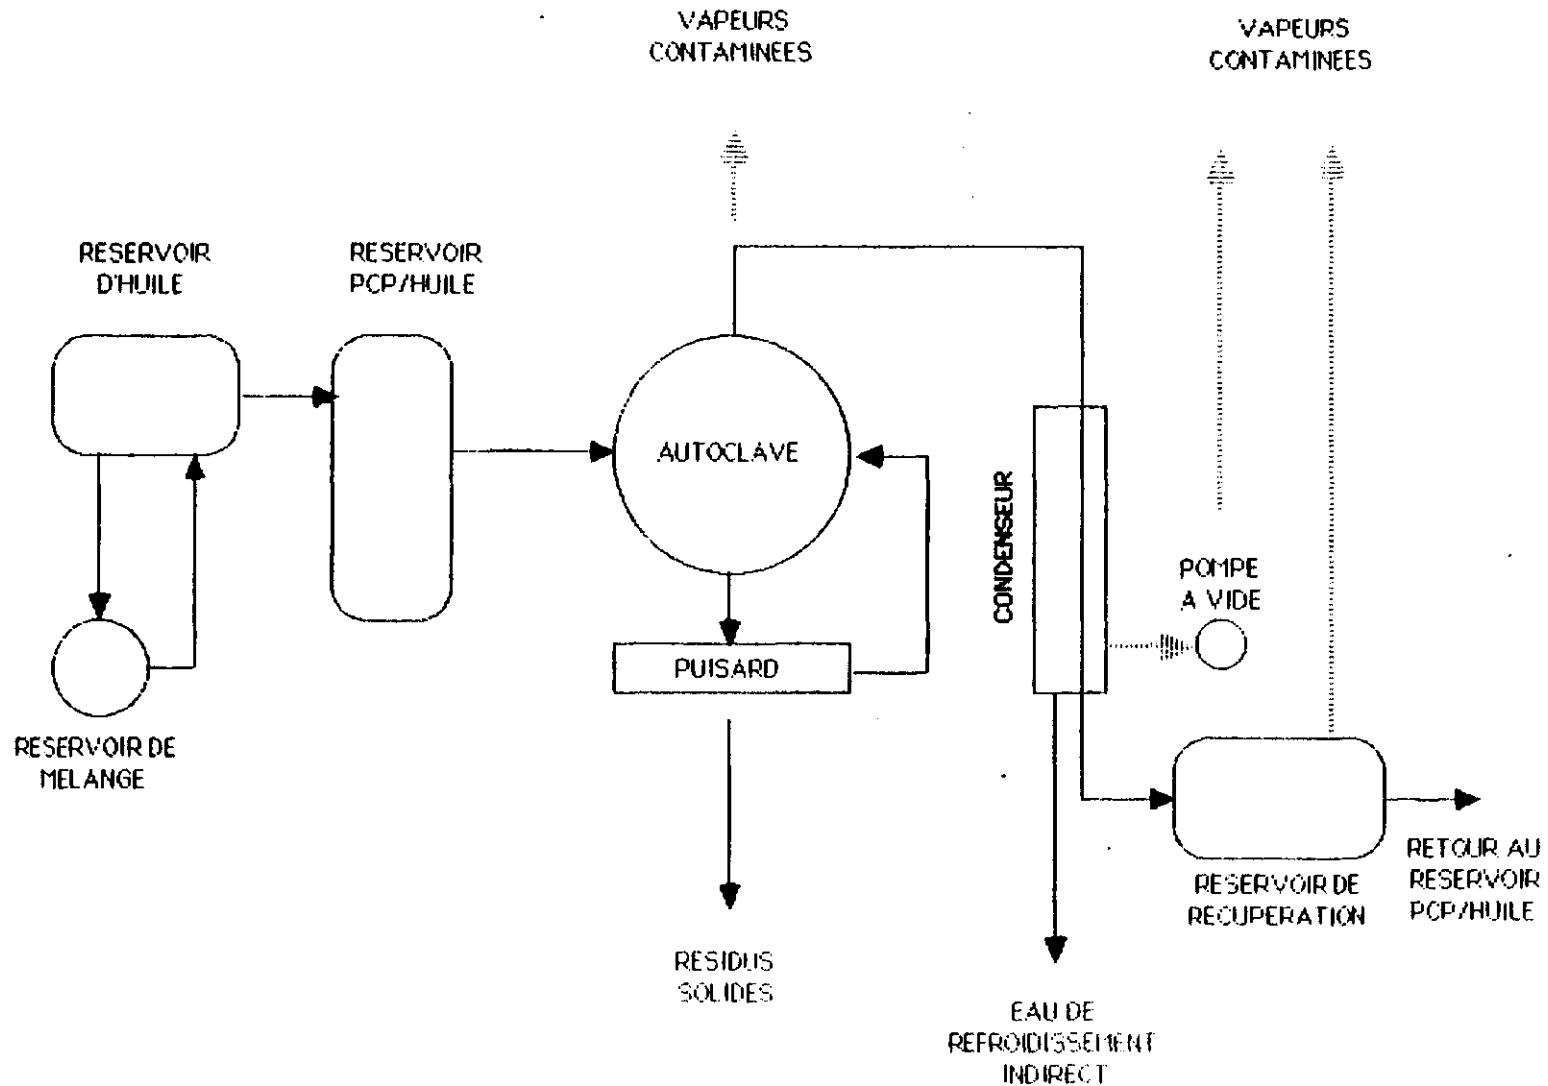 VAPEURS
CONTAMINEES
VAPEURS
CONTAMINEES
RESERVOIR
D'HUILE
RESERVOIR
PCP/HUILE
AUTOCLAVE
CONDENSEUR
POMPE
A VIDE
PUISARD
RESERVOIR DE
MELANGE
RETOUR AU
RESERVOIR
PCP/HUILE
RESERVOIR DE
RECUPERATION
RESIDUS
SOLIDES
EAU DE
REFROIDISSEMENT
INDIRECT